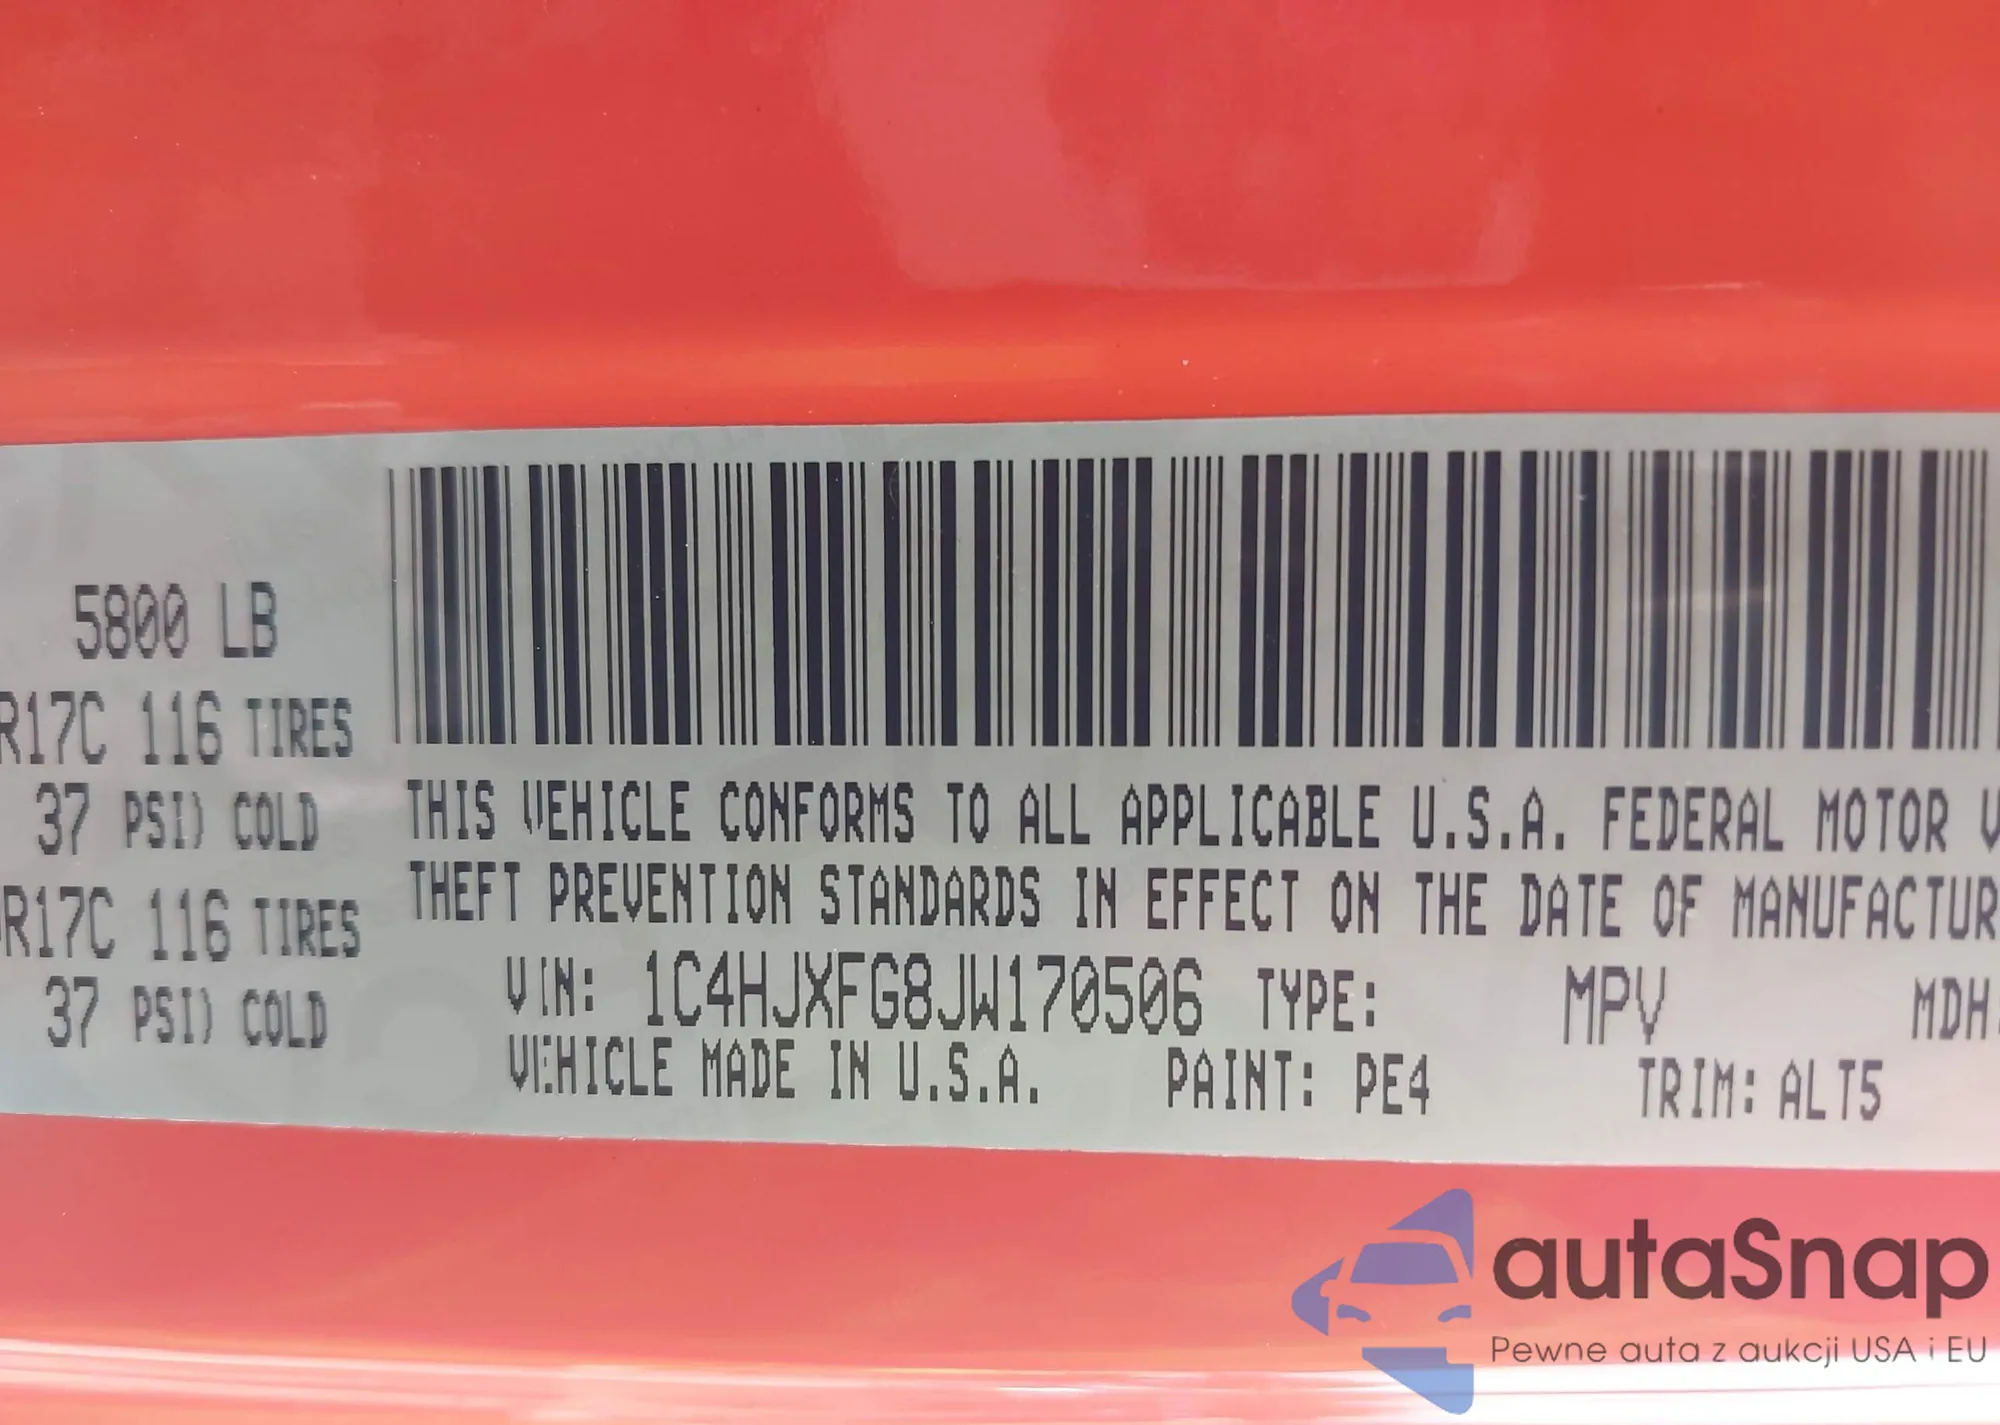 5800 LB
R17C 116 TIRES
37 PSI) COLD
R17C 116 TIRES
37 PSI) COLD
THIS VEHICLE CONFORMS TO ALL APPLICABLE U.S.A. FEDERAL MOTOR V
THEFT PREVENTION STANDARDS IN EFFECT ON THE DATE OF MANUFACTUR
VIN: 1C4HJXFG8JW170506 TYPE: MPV MDH:
VEHICLE MADE IN U.S.A. PAINT: PE4 TRIM: ALT5
autaSnap
Pewne auta z aukcji USA i EU